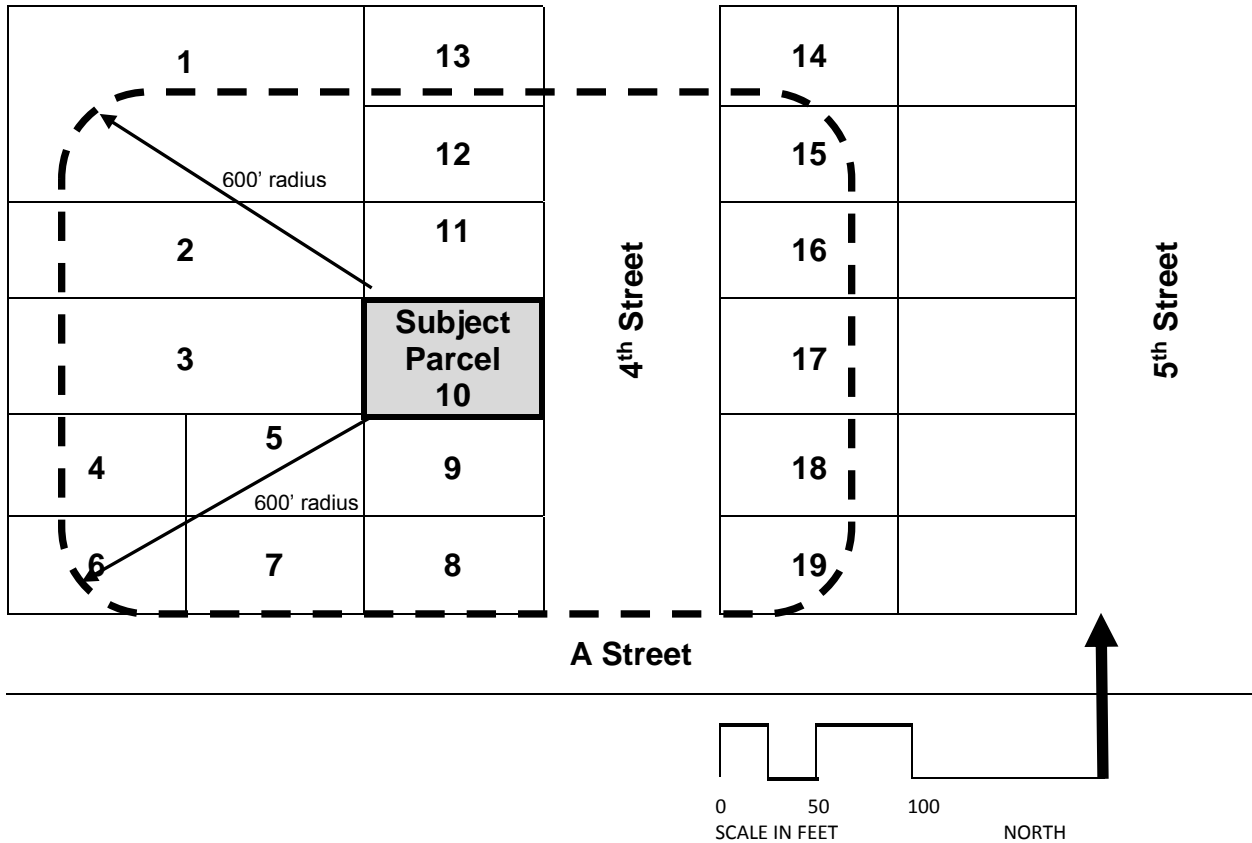 1
13
14
12
15
600’ radius
11
2
16
4th Street
5th Street
Subject
Parcel
10
3
17
5
4
9
18
600’ radius
6
7
8
19
A Street
0 50 100
SCALE IN FEET NORTH